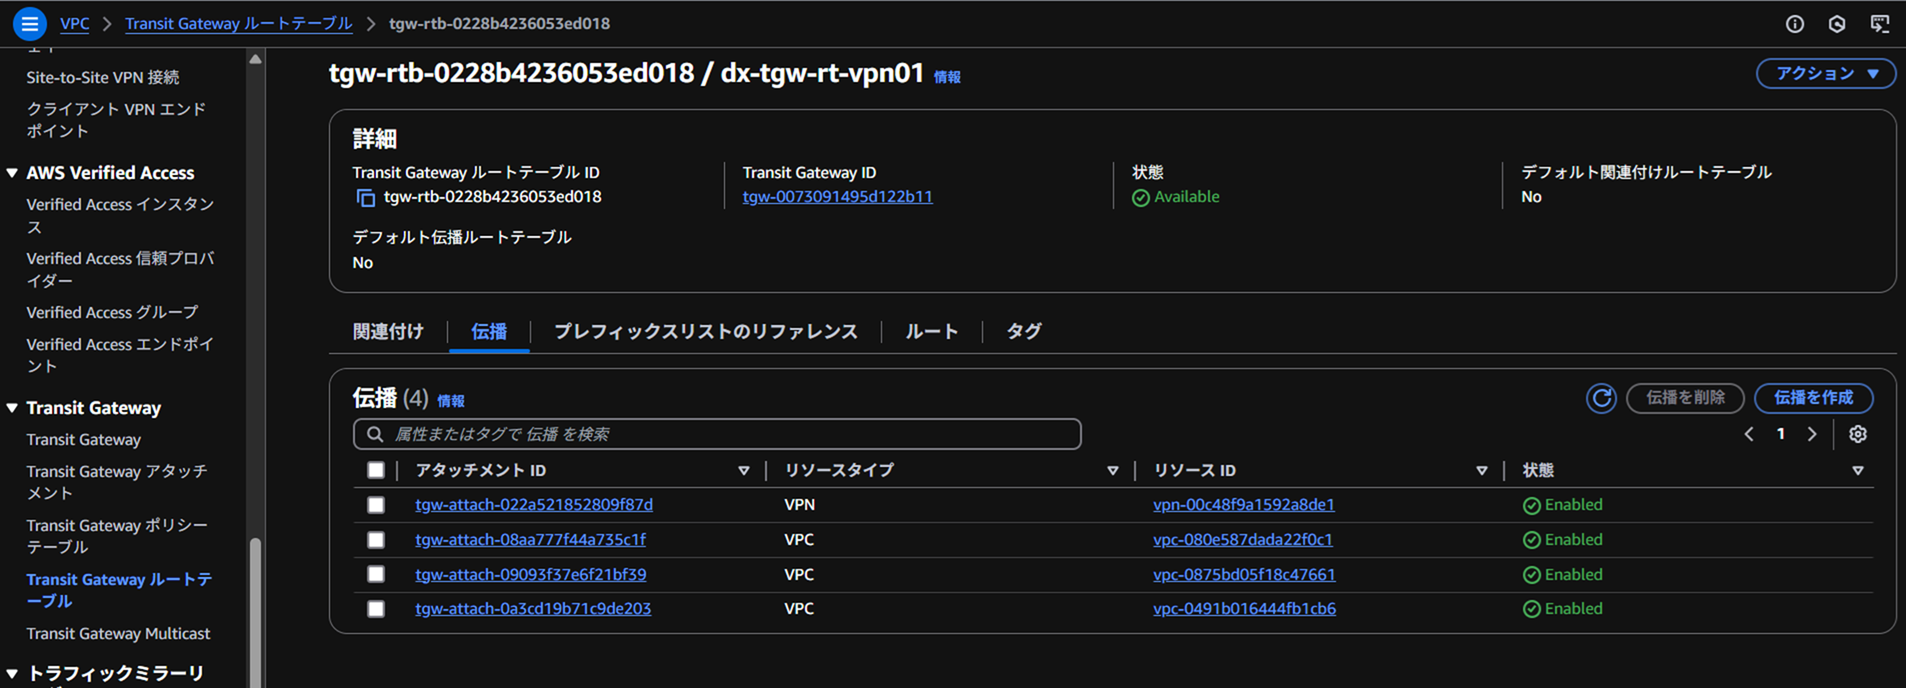 VPC
Transit Gateway ルートテーブル
tgw-rtb-0228b4236053ed018
Site-to-Site VPN 接続
クライアント VPN エンド
ポイント
AWS Verified Access
Verified Access インスタン
ス
Verified Access 信頼プロバ
イダー
Verified Access グループ
Verified Access エンドポイ
ント
Transit Gateway
Transit Gateway
Transit Gateway アタッチ
メント
Transit Gateway ポリシー
テーブル
Transit Gateway ルートテ
ーブル
Transit Gateway Multicast
トラフィックミラーリ
tgw-rtb-0228b4236053ed018 / dx-tgw-rt-vpn01 情報
アクション
詳細
Transit Gateway ルートテーブル ID
tgw-rtb-0228b4236053ed018
Transit Gateway ID
tgw-0073091495d122b11
状態
Available
デフォルト関連付けルートテーブル
No
デフォルト伝播ルートテーブル
No
関連付け 伝播 プレフィックスリストのリファレンス ルート タグ
伝播 (4) 情報
伝播を削除 伝播を作成
属性またはタグで 伝播 を検索
1
アタッチメント ID リソースタイプ リソース ID 状態
tgw-attach-022a521852809f87d VPN vpn-00c48f9a1592a8de1 Enabled
tgw-attach-08aa777f44a735c1f VPC vpc-080e587dada22f0c1 Enabled
tgw-attach-09093f37e6f21bf39 VPC vpc-0875bd05f18c47661 Enabled
tgw-attach-0a3cd19b71c9de203 VPC vpc-0491b016444fb1cb6 Enabled